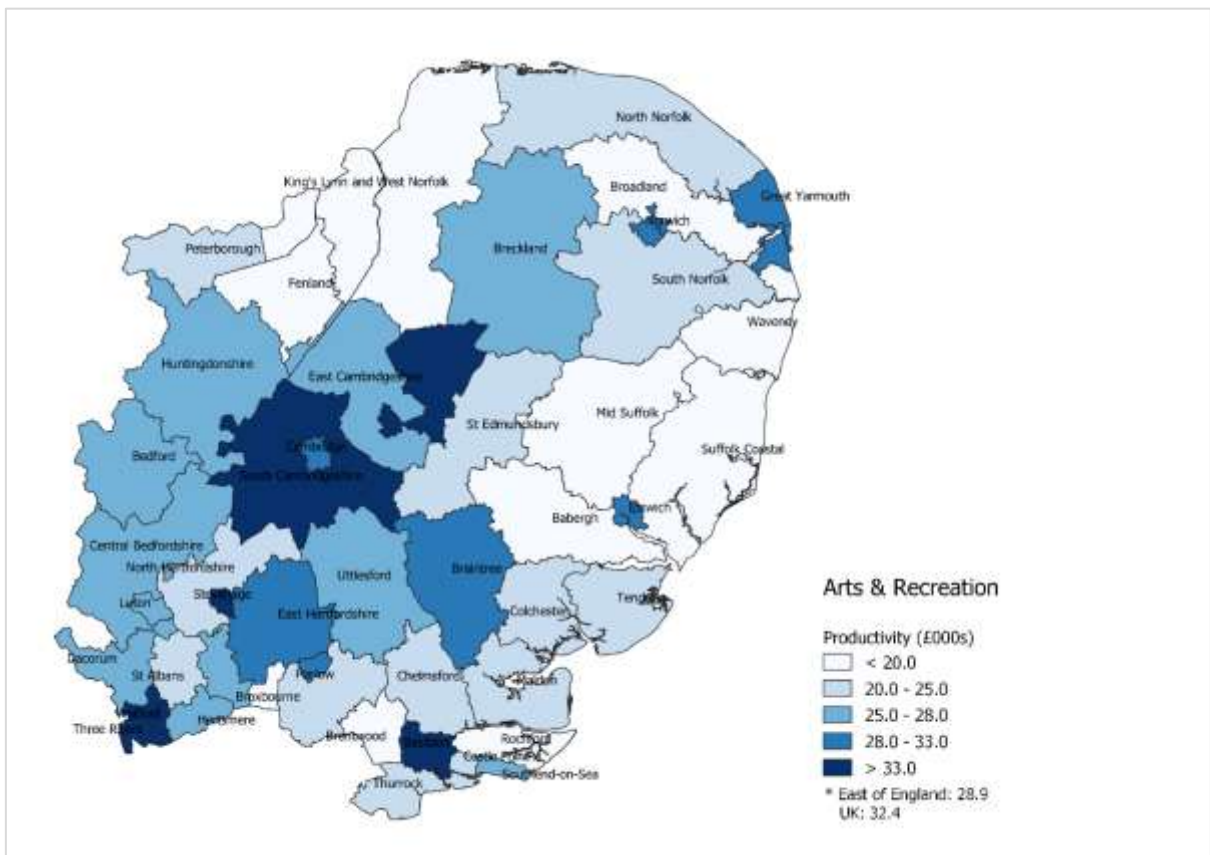 North Norfolk
King's Lynn and West Norfolk
Broadland
Great Yarmouth
Norwich
Peterborough
Breckland
South Norfolk
Fenland
Waveney
Huntingdonshire
East Cambridgeshire
Mid Suffolk
St Edmundsbury
Cambridge
Suffolk Coastal
Bedford
South Cambridgeshire
Ipswich
Babergh
Central Bedfordshire
North Hertfordshire
Uttlesford
Braintree
Stevenage
Luton
East Hertfordshire
Colchester
Tendring
Dacorum
St Albans
Harlow
Chelmsford
Maldon
Broxbourne
Watford
Three Rivers
Hertsmere
Brentwood
Basildon
Rochford
Castle Point
Southend-on-Sea
Thurrock
Arts & Recreation
Productivity (£000s)
< 20.0
20.0 - 25.0
25.0 - 28.0
28.0 - 33.0
> 33.0
* East of England: 28.9
UK: 32.4